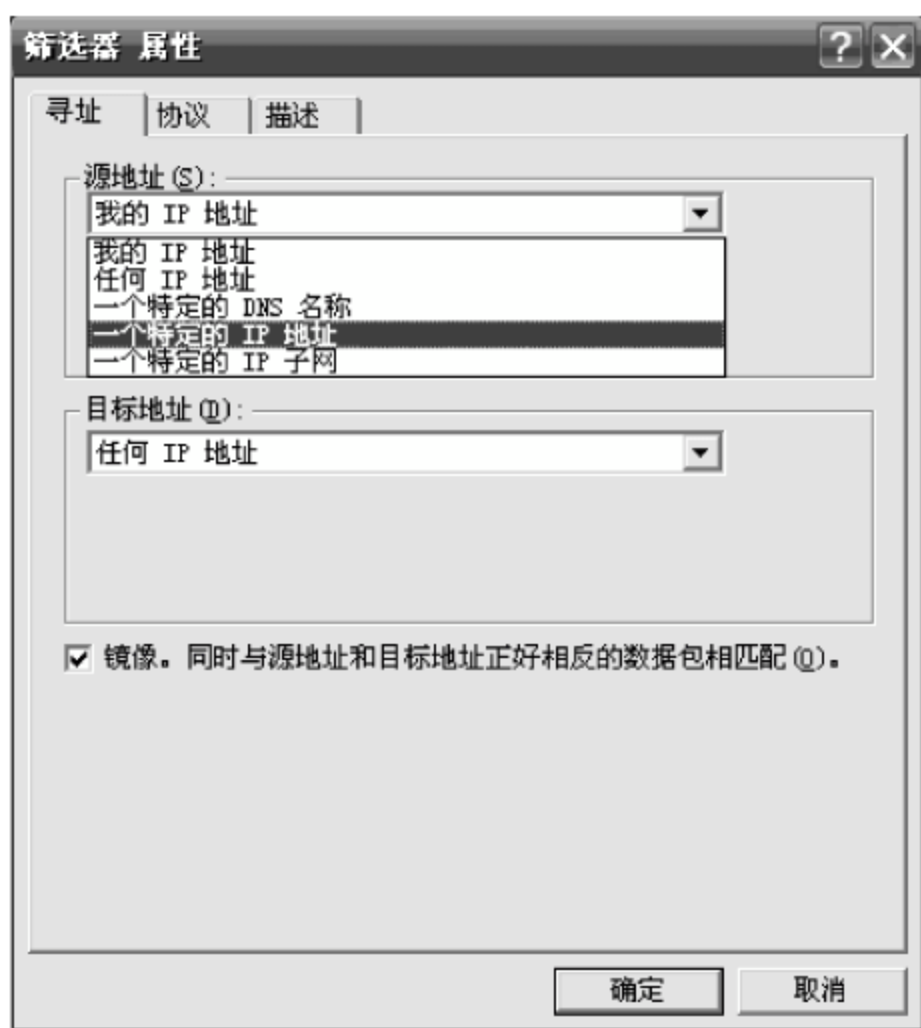 筛选器 属性
寻址 协议 描述
源地址(S):
我的 IP 地址
我的 IP 地址
任何 IP 地址
一个特定的 DNS 名称
一个特定的 IP 地址
一个特定的 IP 子网
目标地址(D):
任何 IP 地址
镜像。同时与源地址和目标地址正好相反的数据包相匹配(O)。
确定 取消